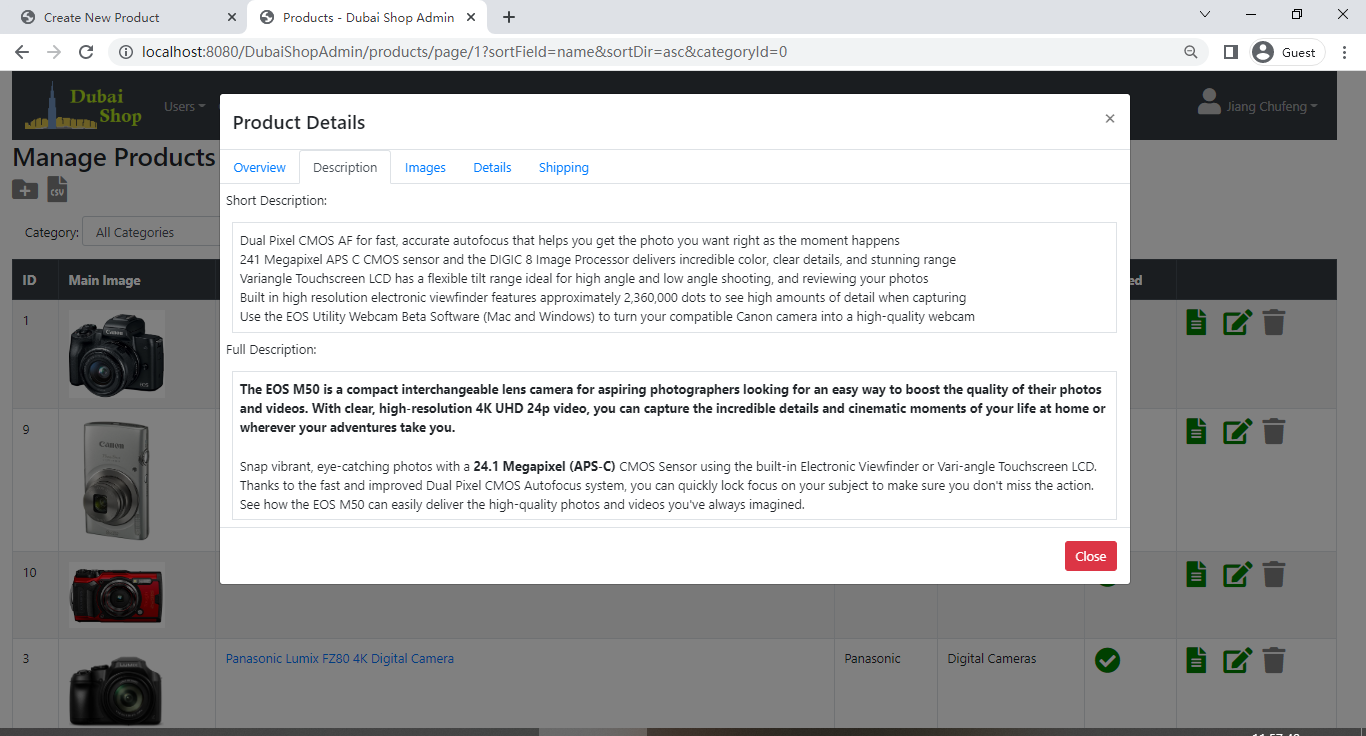 Create New Product
Products - Dubai Shop Admin
localhost:8080/DubaiShopAdmin/products/page/1?sortField=name&sortDir=asc&categoryId=0
Guest
Dubai
Shop
Users
Jiang Chufeng
Manage Products
CSV
Category: All Categories
ID Main Image ed
Product Details
Overview Description Images Details Shipping
Short Description:
Dual Pixel CMOS AF for fast, accurate autofocus that helps you get the photo you want right as the moment happens
241 Megapixel APS C CMOS sensor and the DIGIC 8 Image Processor delivers incredible color, clear details, and stunning range
Variangle Touchscreen LCD has a flexible tilt range ideal for high angle and low angle shooting, and reviewing your photos
Built in high resolution electronic viewfinder features approximately 2,360,000 dots to see high amounts of detail when capturing
Use the EOS Utility Webcam Beta Software (Mac and Windows) to turn your compatible Canon camera into a high-quality webcam
Full Description:
The EOS M50 is a compact interchangeable lens camera for aspiring photographers looking for an easy way to boost the quality of their photos
and videos. With clear, high-resolution 4K UHD 24p video, you can capture the incredible details and cinematic moments of your life at home or
wherever your adventures take you.
Snap vibrant, eye-catching photos with a 24.1 Megapixel (APS-C) CMOS Sensor using the built-in Electronic Viewfinder or Vari-angle Touchscreen LCD.
Thanks to the fast and improved Dual Pixel CMOS Autofocus system, you can quickly lock focus on your subject to make sure you don't miss the action.
See how the EOS M50 can easily deliver the high-quality photos and videos you've always imagined.
Close
1
9
Canon
10
3 Panasonic Lumix FZ80 4K Digital Camera Panasonic Digital Cameras